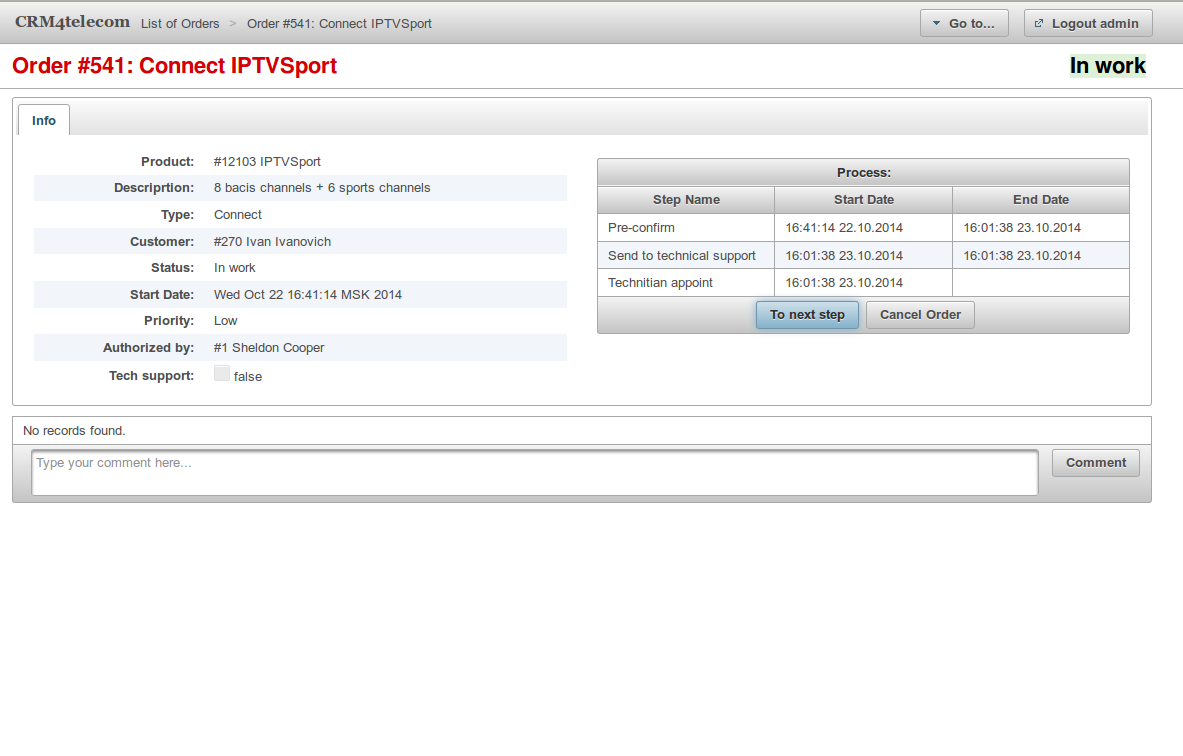 CRM4telecom List of Orders > Order #541: Connect IPTVSport Go to... Logout admin
Order #541: Connect IPTVSport In work
Info
Product: #12103 IPTVSport
Descriprtion: 8 bacis channels + 6 sports channels
Type: Connect
Customer: #270 Ivan Ivanovich
Status: In work
Start Date: Wed Oct 22 16:41:14 MSK 2014
Priority: Low
Authorized by: #1 Sheldon Cooper
Tech support: false
Process:
Step Name Start Date End Date
Pre-confirm 16:41:14 22.10.2014 16:01:38 23.10.2014
Send to technical support 16:01:38 23.10.2014 16:01:38 23.10.2014
Technitian appoint 16:01:38 23.10.2014
To next step Cancel Order
No records found.
Type your comment here... Comment